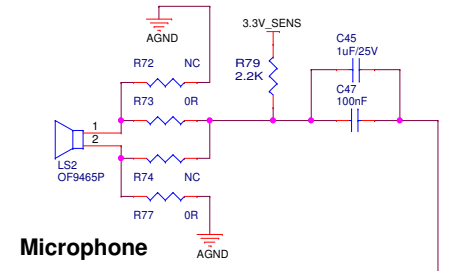 3.3V_SENS
C45
1uF/25V
AGND
R72 NC
R79
2.2K
C47
100nF
R73 0R
1
2
LS2
OF9465P
R74 NC
R77 0R
Microphone
AGND